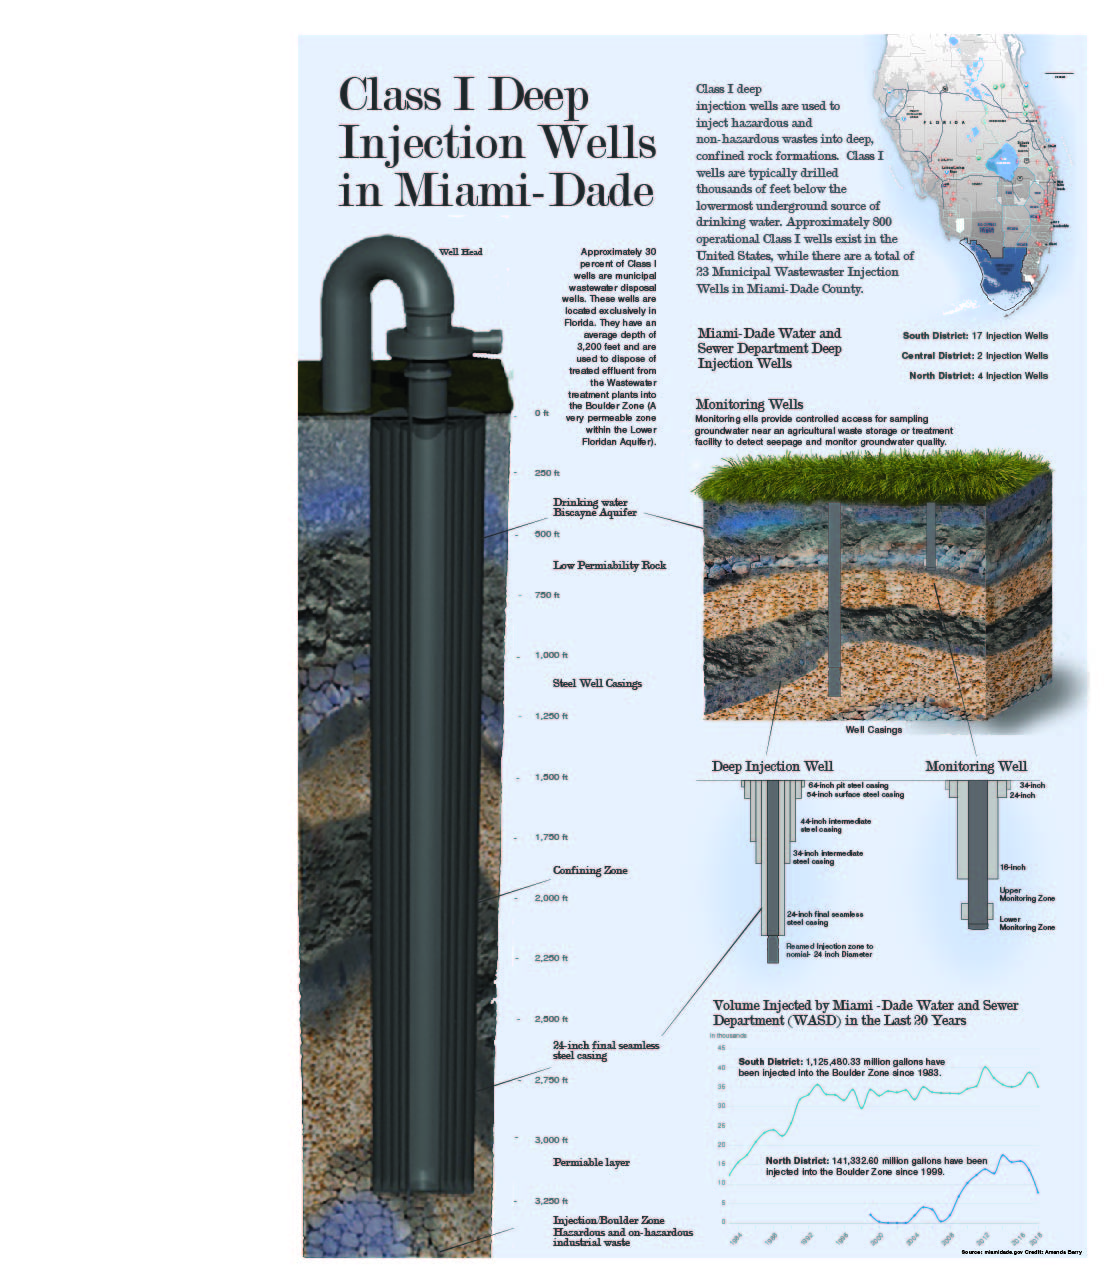 Class I Deep
Injection Wells
in Miami-Dade
Class I deep
injection wells are used to
inject hazardous and
non-hazardous wastes into deep,
confined rock formations. Class I
wells are typically drilled
thousands of feet below the
lowermost underground source of
drinking water. Approximately 800
operational Class I wells exist in the
United States, while there are a total of
23 Municipal Wastewaster Injection
Wells in Miami-Dade County.
FLORIDA
Well Head
Approximately 30
percent of Class I
wells are municipal
wastewater disposal
wells. These wells are
located exclusively in
Florida. They have an
average depth of
3,200 feet and are
used to dispose of
treated effluent from
the Wastewater
treatment plants into
the Boulder Zone (A
very permeable zone
within the Lower
Floridan Aquifer).
Miami-Dade Water and
Sewer Department Deep
Injection Wells
South District: 17 Injection Wells
Central District: 2 Injection Wells
North District: 4 Injection Wells
Monitoring Wells
Monitoring ells provide controlled access for sampling
groundwater near an agricultural waste storage or treatment
facility to detect seepage and monitor groundwater quality.
0 ft
250 ft
Drinking water
Biscayne Aquifer
500 ft
Low Permiability Rock
750 ft
1,000 ft
Steel Well Casings
1,250 ft
1,500 ft
1,750 ft
Confining Zone
2,000 ft
2,250 ft
2,500 ft
24-inch final seamless
steel casing
2,750 ft
3,000 ft
Permiable layer
3,250 ft
Injection/Boulder Zone
Hazardous and on-hazardous
industrial waste
Well Casings
Deep Injection Well
64-inch pit steel casing
54-inch surface steel casing
44-inch intermediate
steel casing
34-inch intermediate
steel casing
24-inch final seamless
steel casing
Reamed Injection zone to
nomial- 24 inch Diameter
Monitoring Well
34-inch
24-inch
16-inch
Upper
Monitoring Zone
Lower
Monitoring Zone
Volume Injected by Miami -Dade Water and Sewer
Department (WASD) in the Last 20 Years
in thousands
45
40
35
30
25
20
15
10
5
0
South District: 1,125,480.33 million gallons have
been injected into the Boulder Zone since 1983.
North District: 141,332.60 million gallons have been
injected into the Boulder Zone since 1999.
1984
1988
1992
1996
2000
2004
2008
2012
2016
2018
Source: miamidade.gov Credit: Amanda Barry